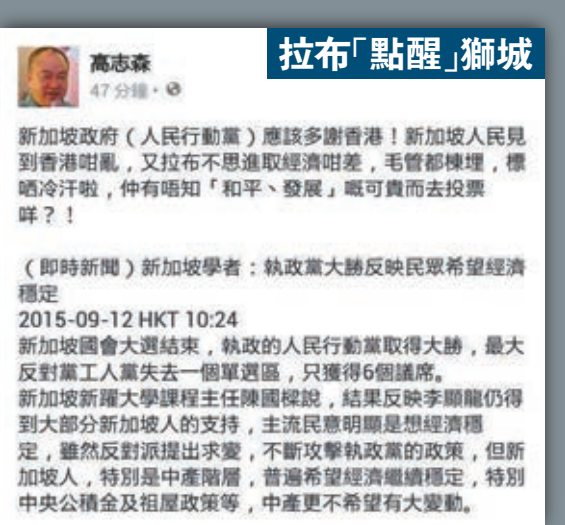 拉布「點醒」獅城
高志森
47 分鐘·
新加坡政府（人民行動黨）應該多謝香港！新加坡人民見
到香港咁亂，又拉布不思進取經濟咁差，毛管都棟埋，標
晒冷汗啦，仲有唔知「和平、發展」嘅可貴而去投票
咩？！
（即時新聞）新加坡學者：執政黨大勝反映民眾希望經濟
穩定
2015-09-12 HKT 10:24
新加坡國會大選結束，執政的人民行動黨取得大勝，最大
反對黨工人黨失去一個單選區，只獲得6個議席。
新加坡新躍大學課程主任陳國樑說，結果反映李顯龍仍得
到大部分新加坡人的支持，主流民意明顯是想經濟穩
定，雖然反對派提出求變，不斷攻擊執政黨的政策，但新
加坡人，特別是中產階層，普遍希望經濟繼續穩定，特別
中央公積金及祖屋政策等，中產更不希望有大變動。